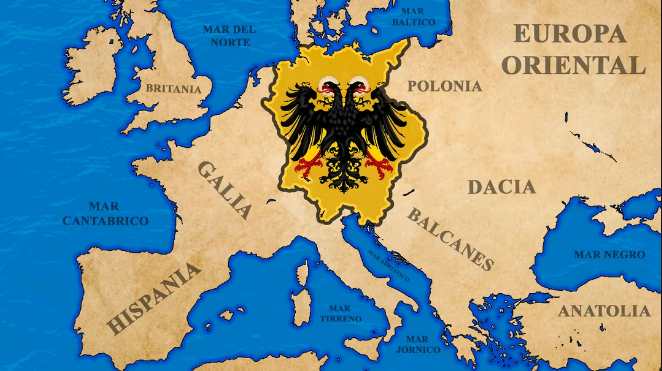 MAR
BALTICO
EUROPA
ORIENTAL
MAR DEL
NORTE
POLONIA
BRITANIA
GALIA
DACIA
MAR
CANTABRICO
BALCANES
MAR NEGRO
MAR ADRIATICO
HISPANIA
ANATOLIA
MAR
TIRRENO
MAR
JORNICO